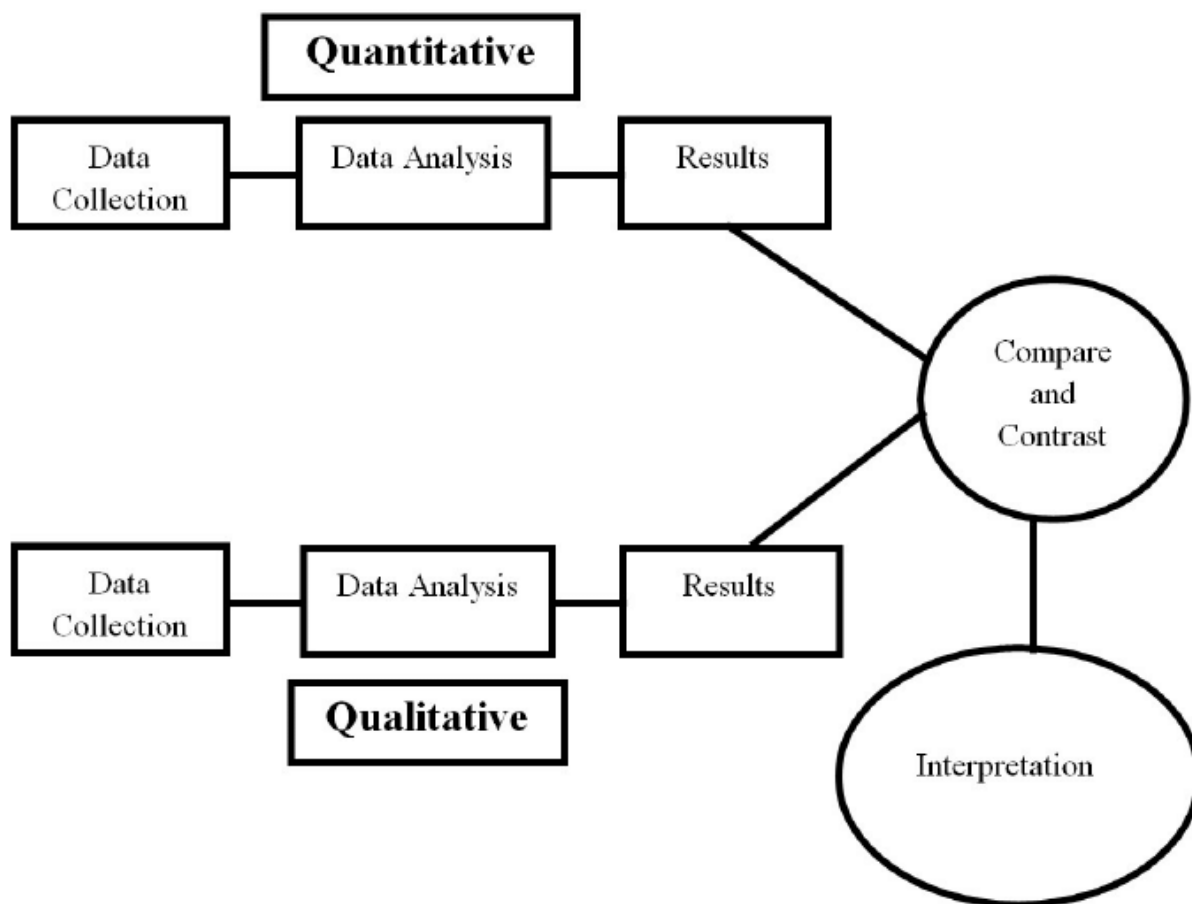 Quantitative
Data
Collection
Data Analysis
Results
Compare
and
Contrast
Data
Collection
Data Analysis
Results
Qualitative
Interpretation